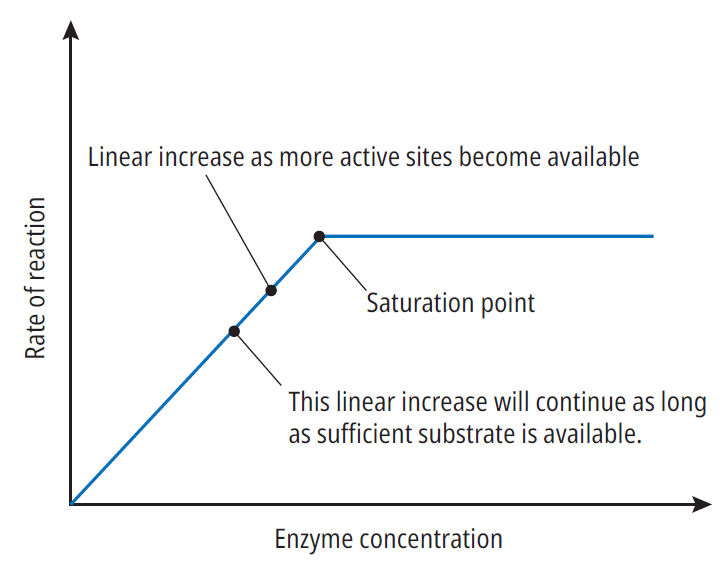 Linear increase as more active sites become available
Rate of reaction
Saturation point
This linear increase will continue as long
as sufficient substrate is available.
Enzyme concentration